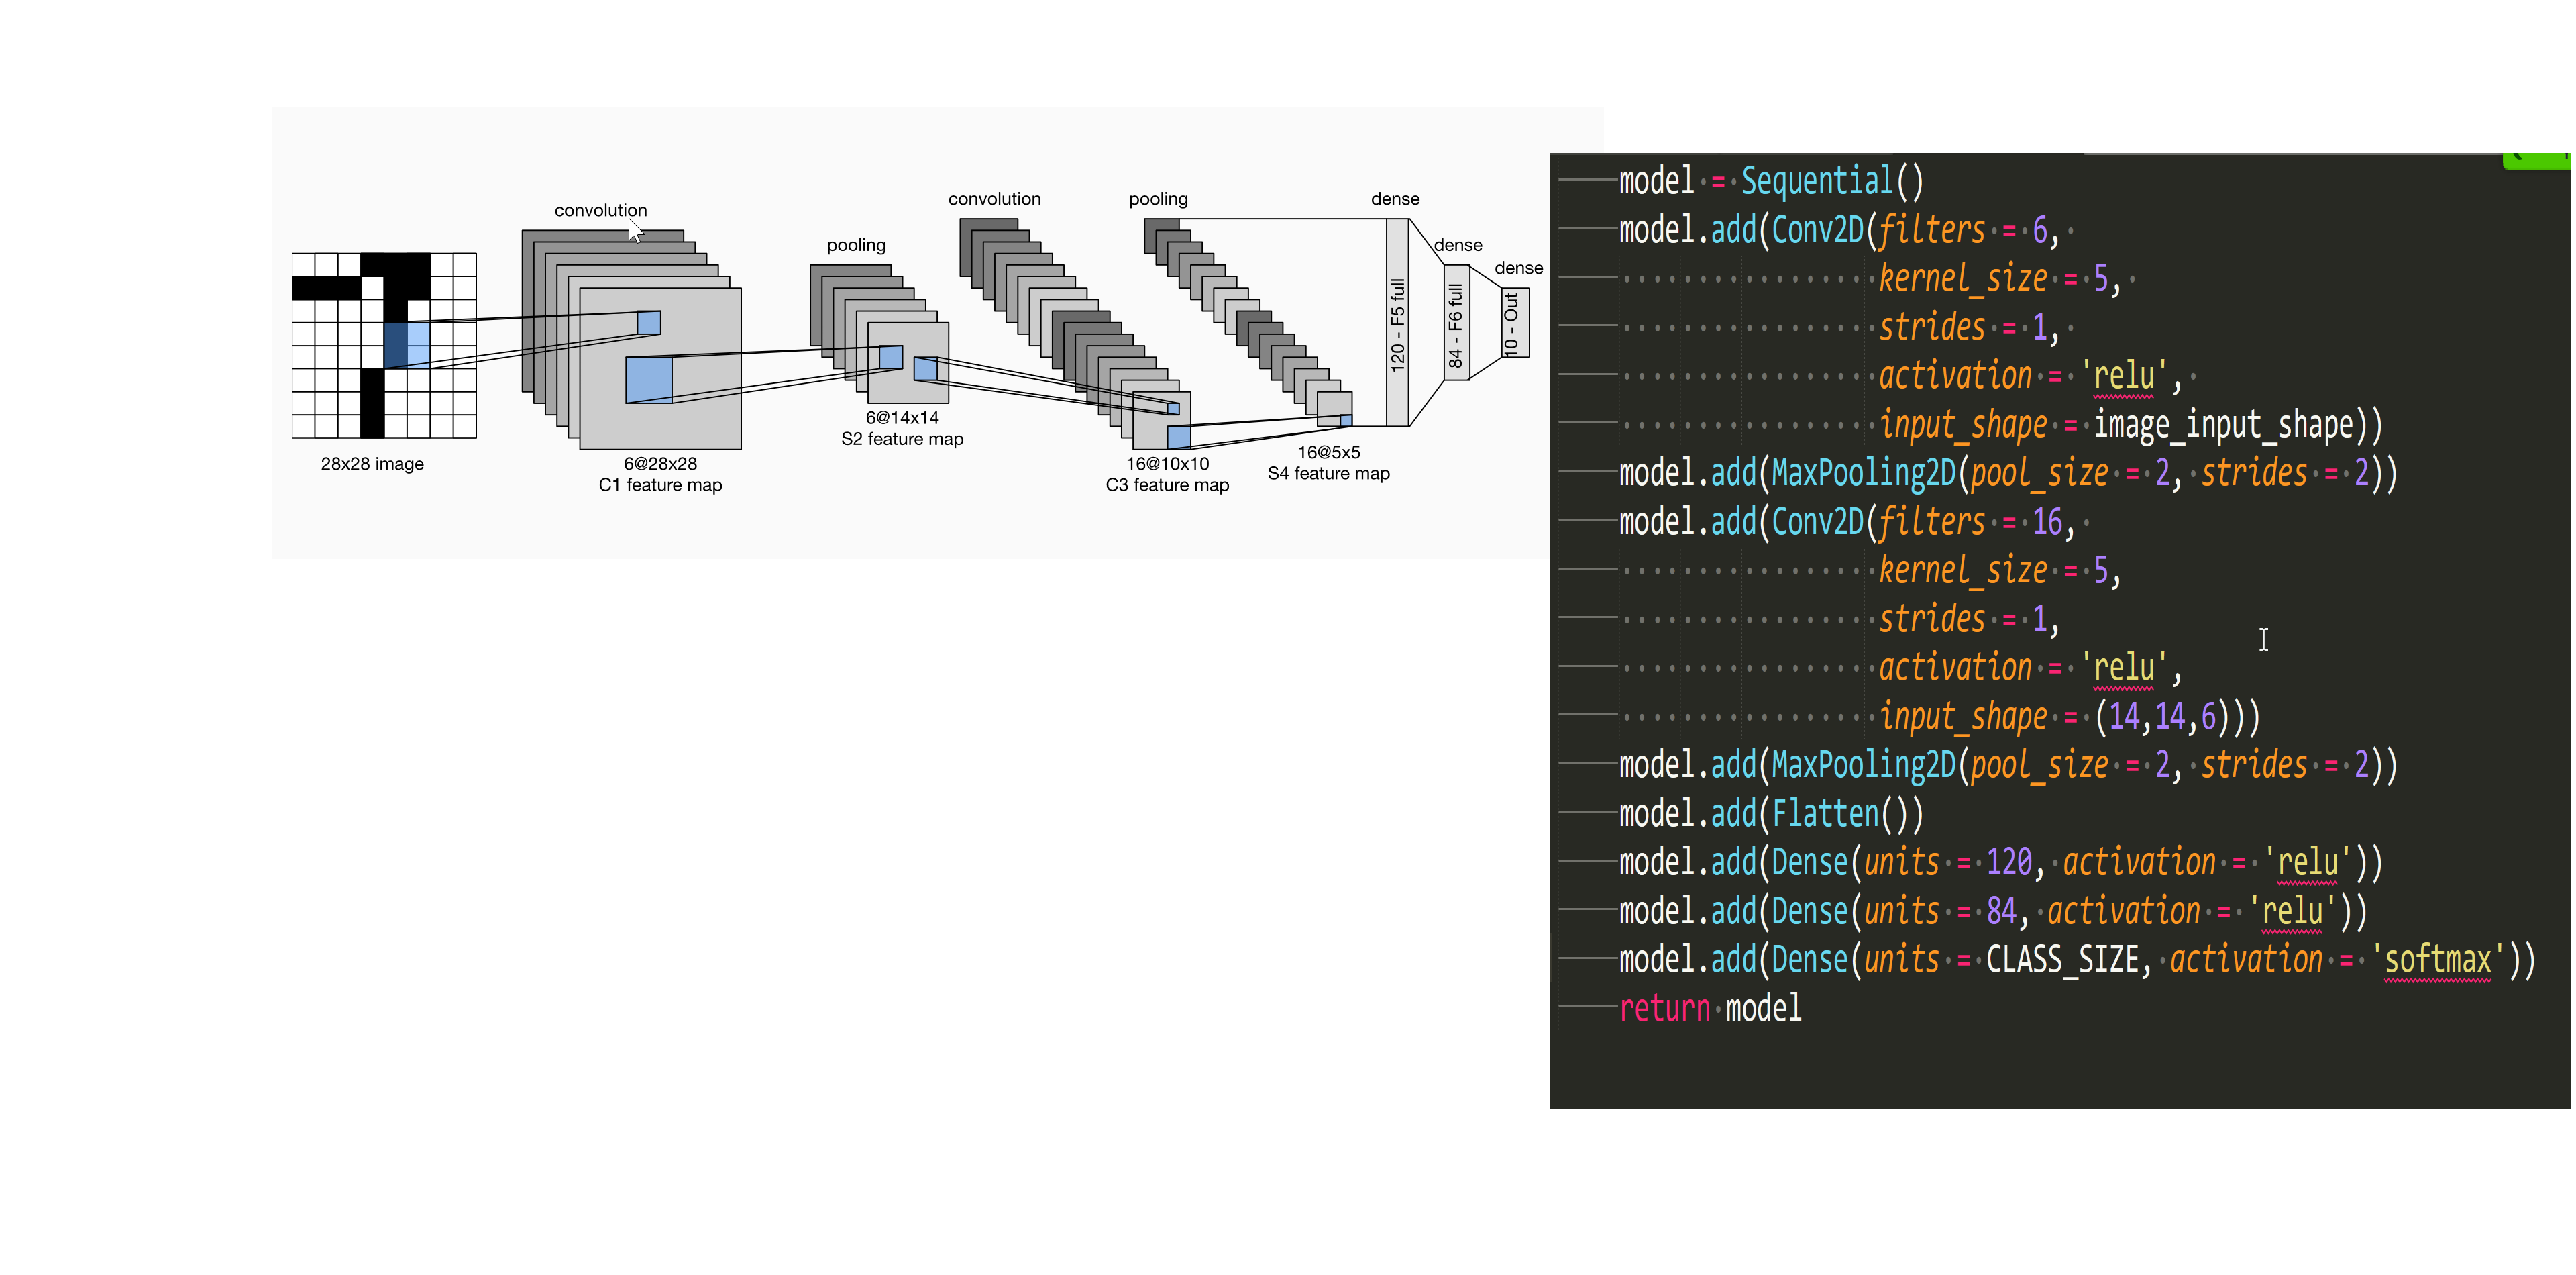 convolution
pooling
convolution
pooling
dense
dense
dense
28x28 image
6@28x28
C1 feature map
6@14x14
S2 feature map
16@10x10
C3 feature map
16@5x5
S4 feature map
120 - F5 full
84 - F6 full
10 - Out
model = Sequential()
model.add(Conv2D(filters = 6,
kernel_size = 5,
strides = 1,
activation = 'relu',
input_shape = image_input_shape))
model.add(MaxPooling2D(pool_size = 2, strides = 2))
model.add(Conv2D(filters = 16,
kernel_size = 5,
strides = 1,
activation = 'relu',
input_shape = (14,14,6)))
model.add(MaxPooling2D(pool_size = 2, strides = 2))
model.add(Flatten())
model.add(Dense(units = 120, activation = 'relu'))
model.add(Dense(units = 84, activation = 'relu'))
model.add(Dense(units = CLASS_SIZE, activation = 'softmax'))
return model